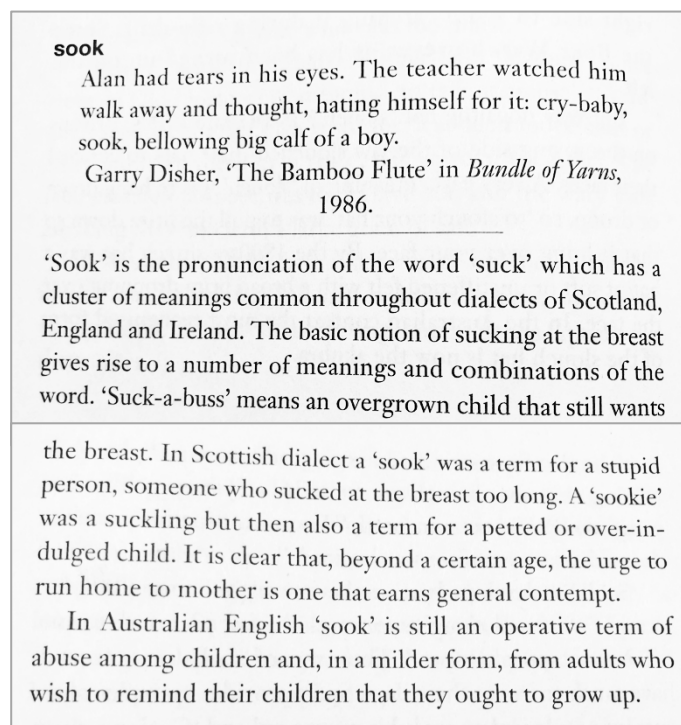 sook
Alan had tears in his eyes. The teacher watched him
walk away and thought, hating himself for it: cry-baby,
sook, bellowing big calf of a boy.
Garry Disher, ‘The Bamboo Flute’ in Bundle of Yarns,
1986.
‘Sook’ is the pronunciation of the word ‘suck’ which has a
cluster of meanings common throughout dialects of Scotland,
England and Ireland. The basic notion of sucking at the breast
gives rise to a number of meanings and combinations of the
word. ‘Suck-a-buss’ means an overgrown child that still wants
the breast. In Scottish dialect a ‘sook’ was a term for a stupid
person, someone who sucked at the breast too long. A ‘sookie’
was a suckling but then also a term for a petted or over-in-
dulged child. It is clear that, beyond a certain age, the urge to
run home to mother is one that earns general contempt.
In Australian English ‘sook’ is still an operative term of
abuse among children and, in a milder form, from adults who
wish to remind their children that they ought to grow up.